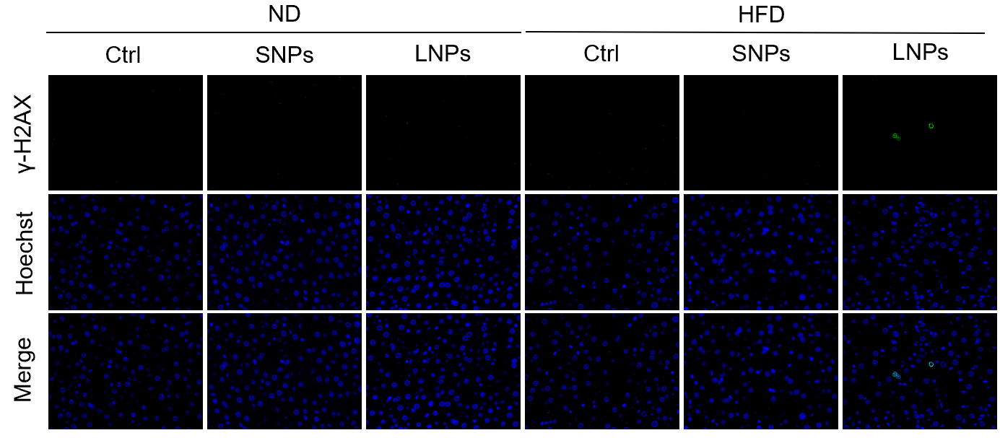 ND HFD
Ctrl SNPs LNPs Ctrl SNPs LNPs
γ-H2AX
Hoechst
Merge